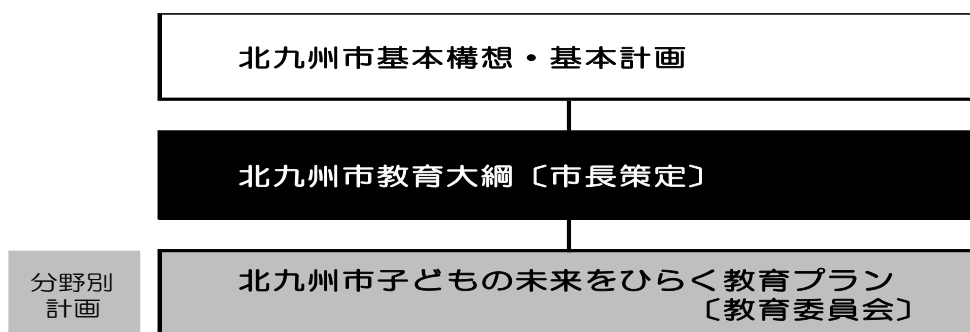 北九州市基本構想・基本計画
北九州市教育大綱〔市長策定〕
分野別
計画
北九州市子どもの未来をひらく教育プラン
〔教育委員会〕